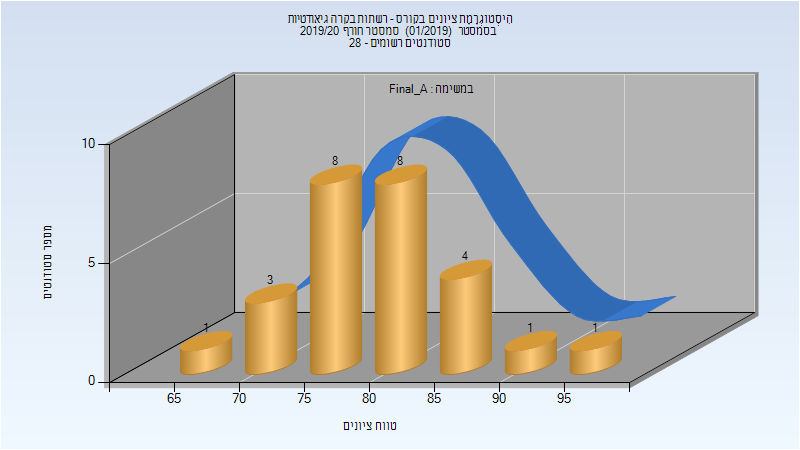 היסטוגרמת ציונים בקורס - רשתות בקרה גיאודטיות
בסמסטר (01/2019) סמסטר חורף 2019/20
סטודנטים רשומים - 28
במשימה : Final_A
10
5
0
מספר סטודנטים
1
3
8
8
4
1
1
65 70 75 80 85 90 95
טווח ציונים